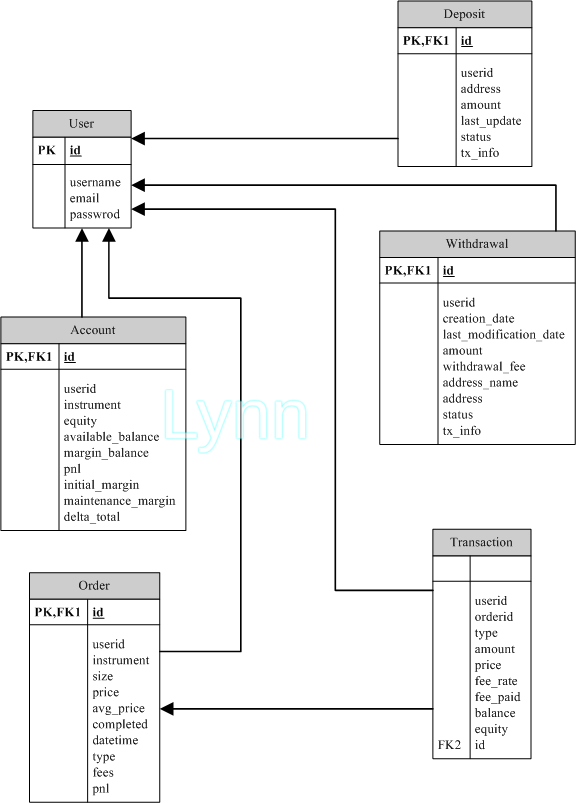 Deposit
PK,FK1 id
userid
address
amount
last_update
status
tx_info
User
PK id
username
email
passwrod
Withdrawal
PK,FK1 id
userid
creation_date
last_modification_date
amount
withdrawal_fee
address_name
address
status
tx_info
Account
PK,FK1 id
userid
instrument
equity
available_balance
margin_balance
pnl
initial_margin
maintenance_margin
delta_total
Lynn
Order
PK,FK1 id
userid
instrument
size
price
avg_price
completed
datetime
type
fees
pnl
Transaction
userid
orderid
type
amount
price
fee_rate
fee_paid
balance
equity
FK2 id